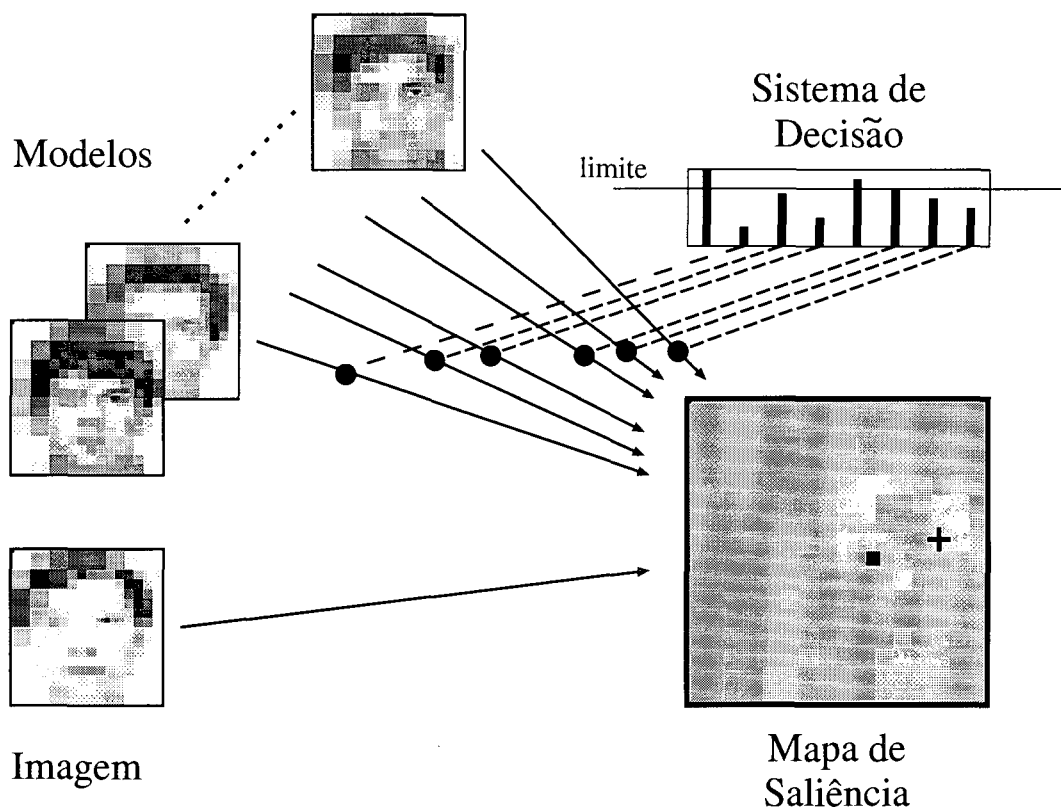 Sistema de
Decisão
Modelos
limite
Imagem
Mapa de
Saliência